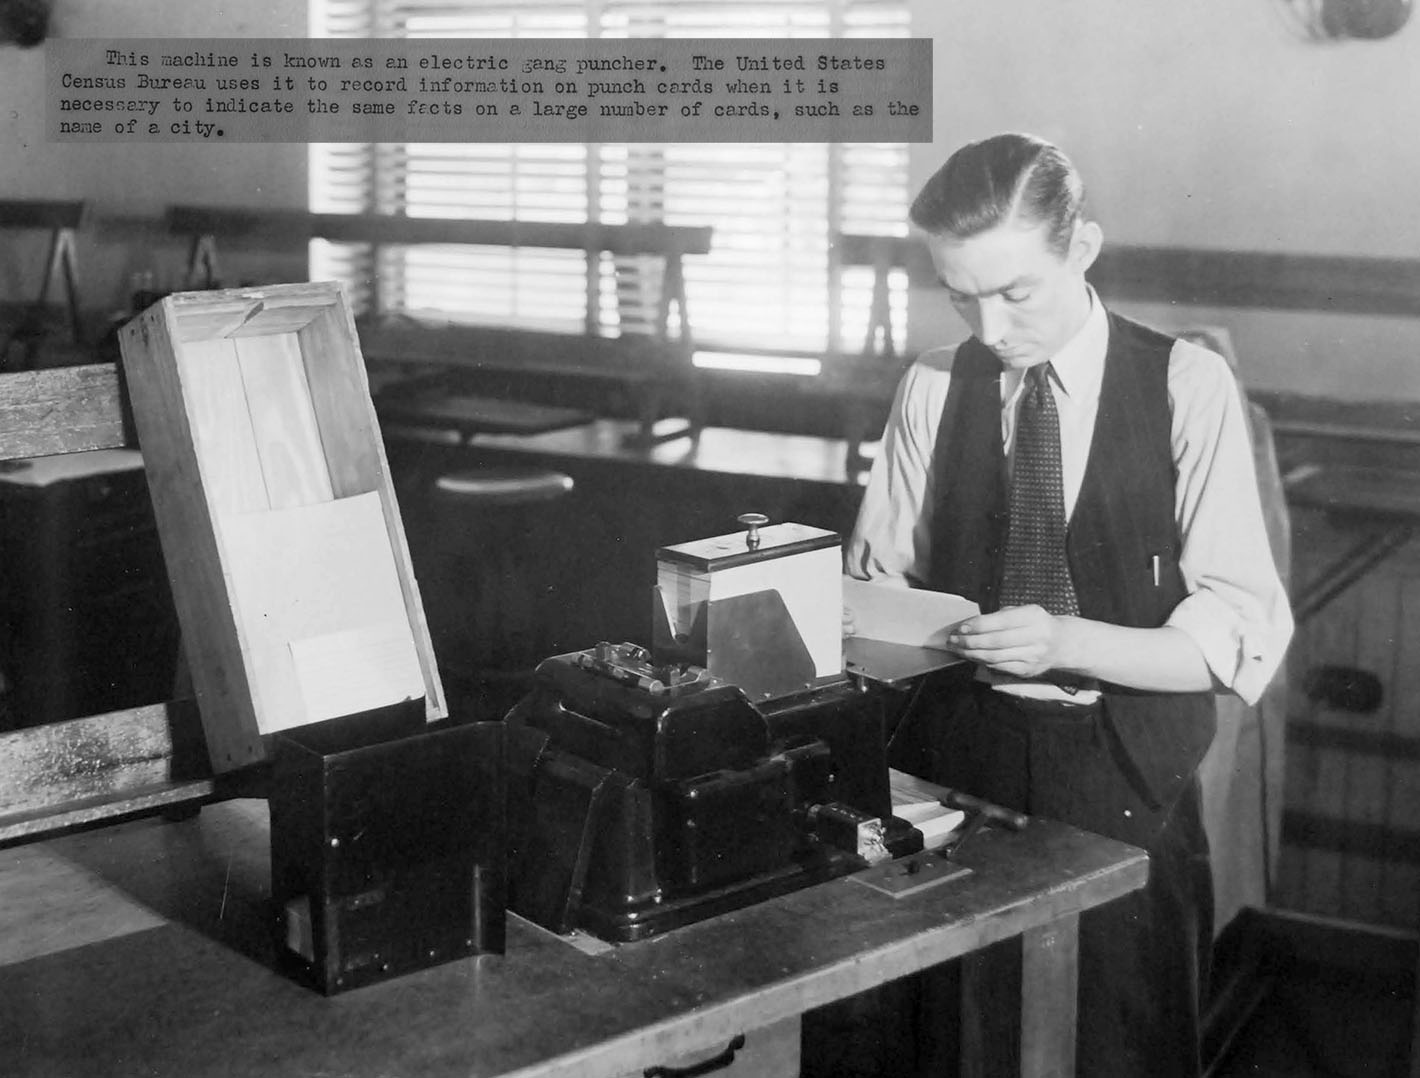 This machine is known as an electric gang puncher. The United States
Census Bureau uses it to record information on punch cards when it is
necessary to indicate the same facts on a large number of cards, such as the
name of a city.